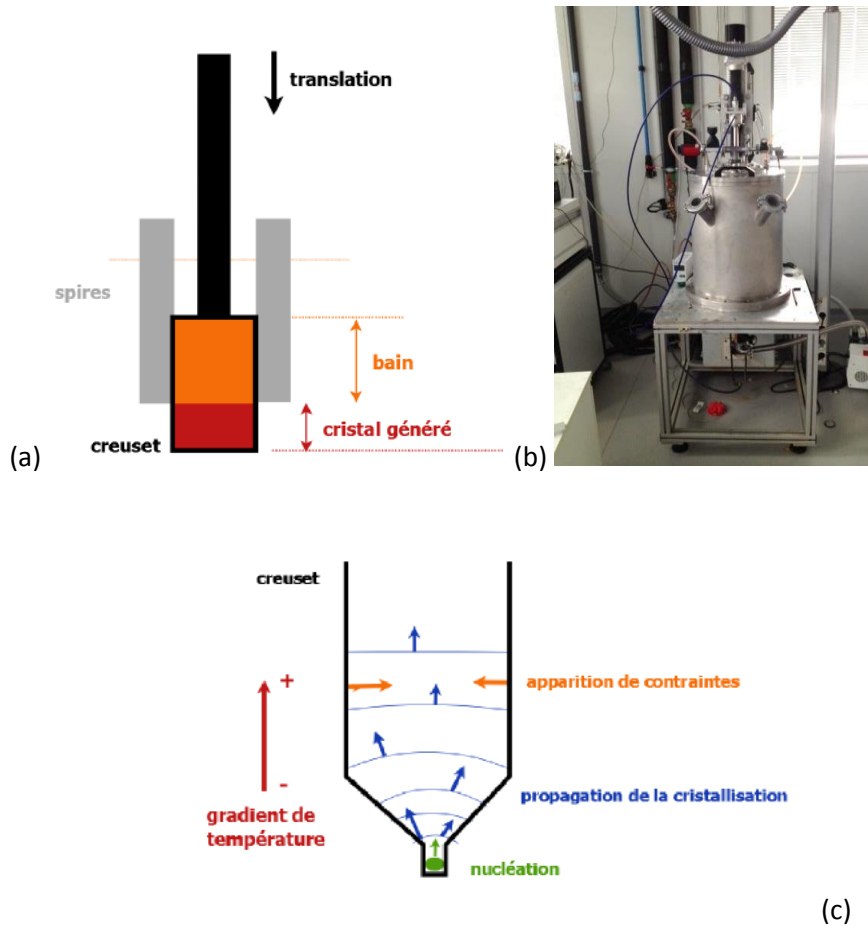 translation
spires
bain
cristal généré
creuset
(a)
(b)
creuset
+
apparition de contraintes
-
propagation de la cristallisation
gradient de
température
nucléation
(c)